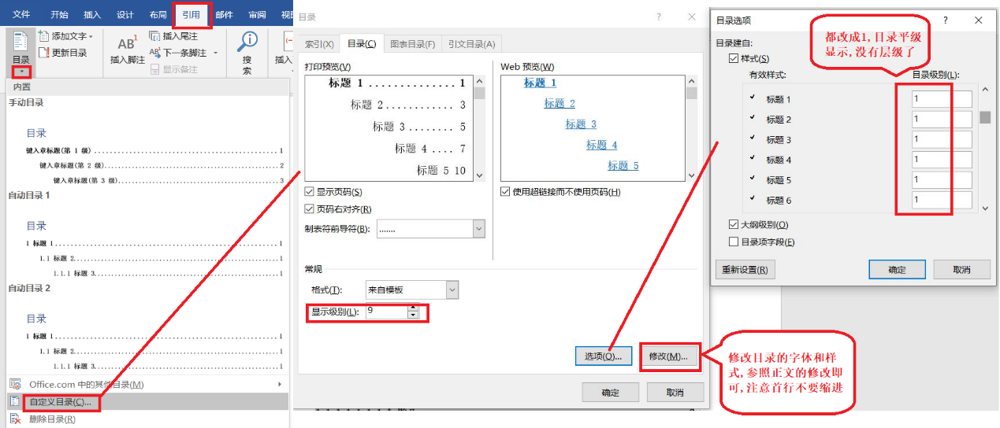 文件 开始 插入 设计 布局 引用 邮件 审阅
目录
添加文字
更新目录
AB1
插入脚注
插入尾注
AB1 下一条脚注
显示备注
搜
索
插入
内置
手动目录
目录
键入章标题(第 1 级) ........................................ 1
键入章标题(第 2 级)........................................ 2
键入章标题(第 3 级)........................................ 3
自动目录 1
目录
1 标题 1........................................ 1
1.1 标题 2........................................ 1
1.1.1 标题 3........................................ 1
自动目录 2
目录
1 标题 1........................................ 1
1.1 标题 2........................................ 1
1.1.1 标题 3........................................ 1
Office.com 中的其他目录(M)
自定义目录(C)...
删除目录(R)
目录
? ×
索引(X) 目录(C) 图表目录(F) 引文目录(A)
打印预览(V)
标题 1 .............. 1
标题 2............ 3
标题 3 ........ 5
标题 4 .... 7
标题 5 10
显示页码(S)
页码右对齐(R)
制表符前导符(B): .......
Web 预览(W)
标题 1
标题 2
标题 3
标题 4
标题 5
使用超链接而不使用页码(H)
常规
格式(T): 来自模板
显示级别(L): 9
选项(O)... 修改(M)...
确定 取消
目录选项
? ×
目录建自:
样式(S)
有效样式: 目录级别(L):
标题 1 1
标题 2 1
标题 3 1
标题 4 1
标题 5 1
标题 6 1
大纲级别(O)
目录项字段(E)
重新设置(R) 确定 取消
都改成1,目录平级
显示,没有层级了
修改目录的字体和样
式,参照正文的修改即
可,注意首行不要缩进